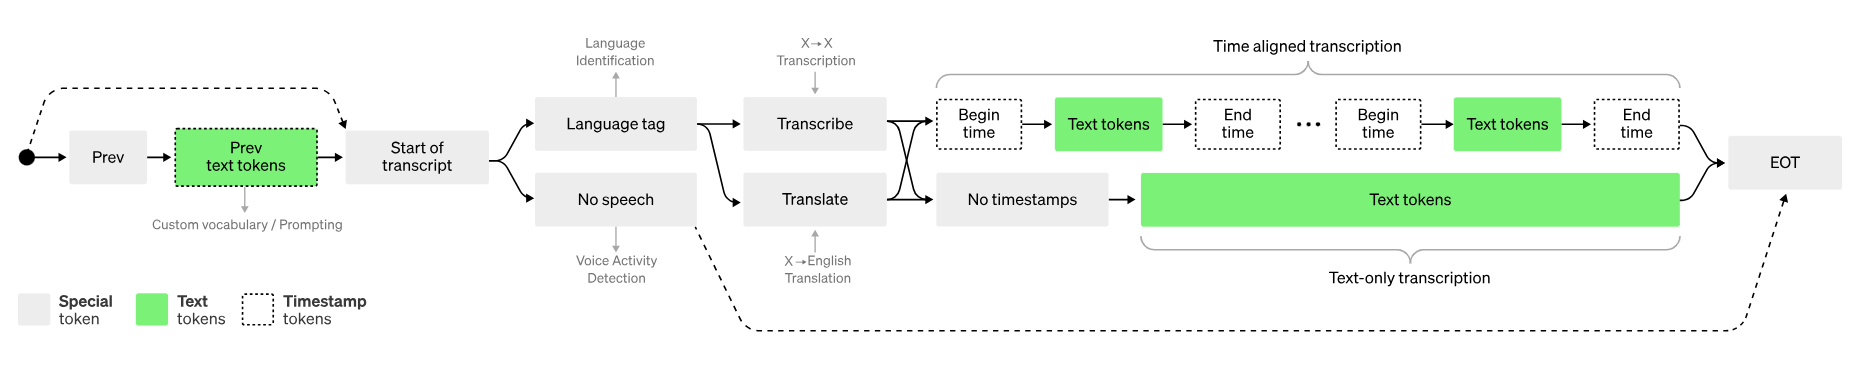 Language
Identification
X→X
Transcription
Time aligned transcription
Prev
Prev
text tokens
Start of
transcript
Language tag
Transcribe
Begin
time
Text tokens
End
time
•••
Begin
time
Text tokens
End
time
EOT
No speech
Translate
No timestamps
Text tokens
Custom vocabulary / Prompting
Voice Activity
Detection
X→English
Translation
Text-only transcription
Special
token
Text
tokens
Timestamp
tokens